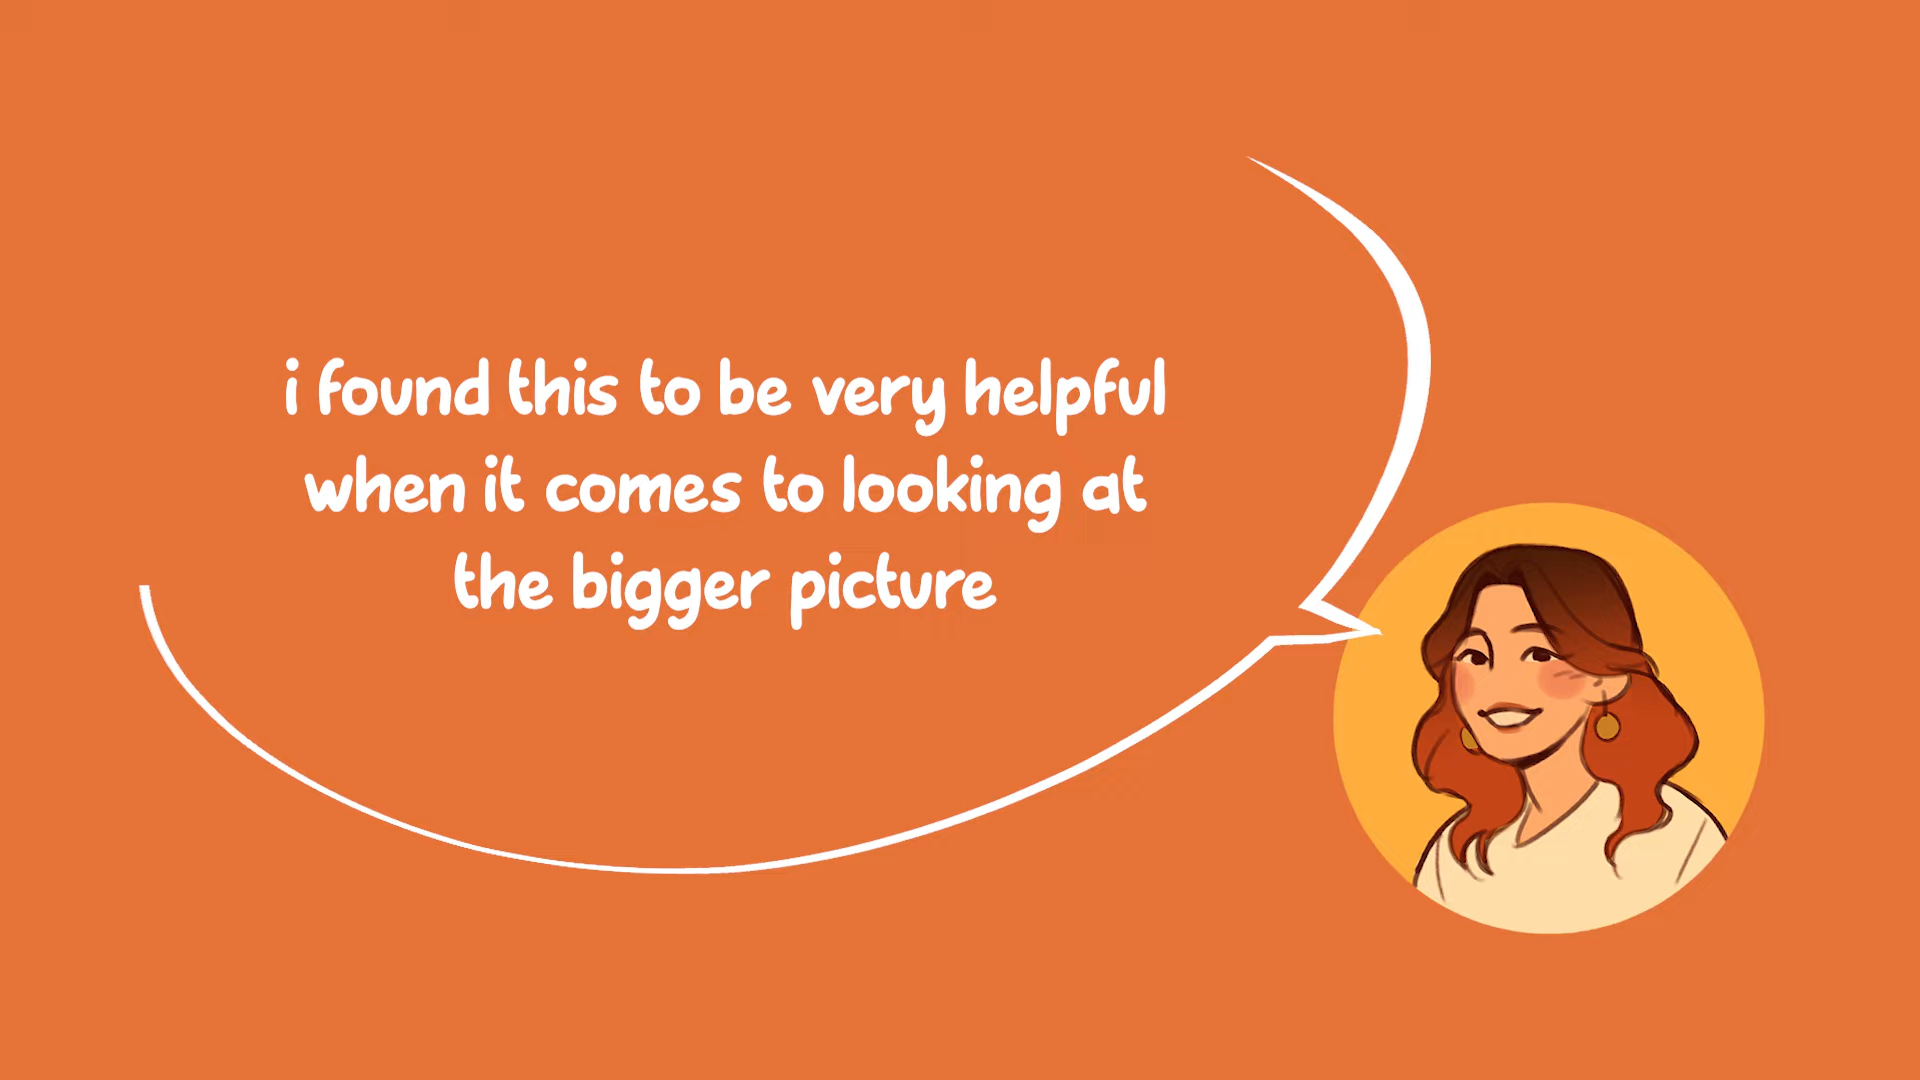 i found this to be very helpful
when it comes to looking at
the bigger picture